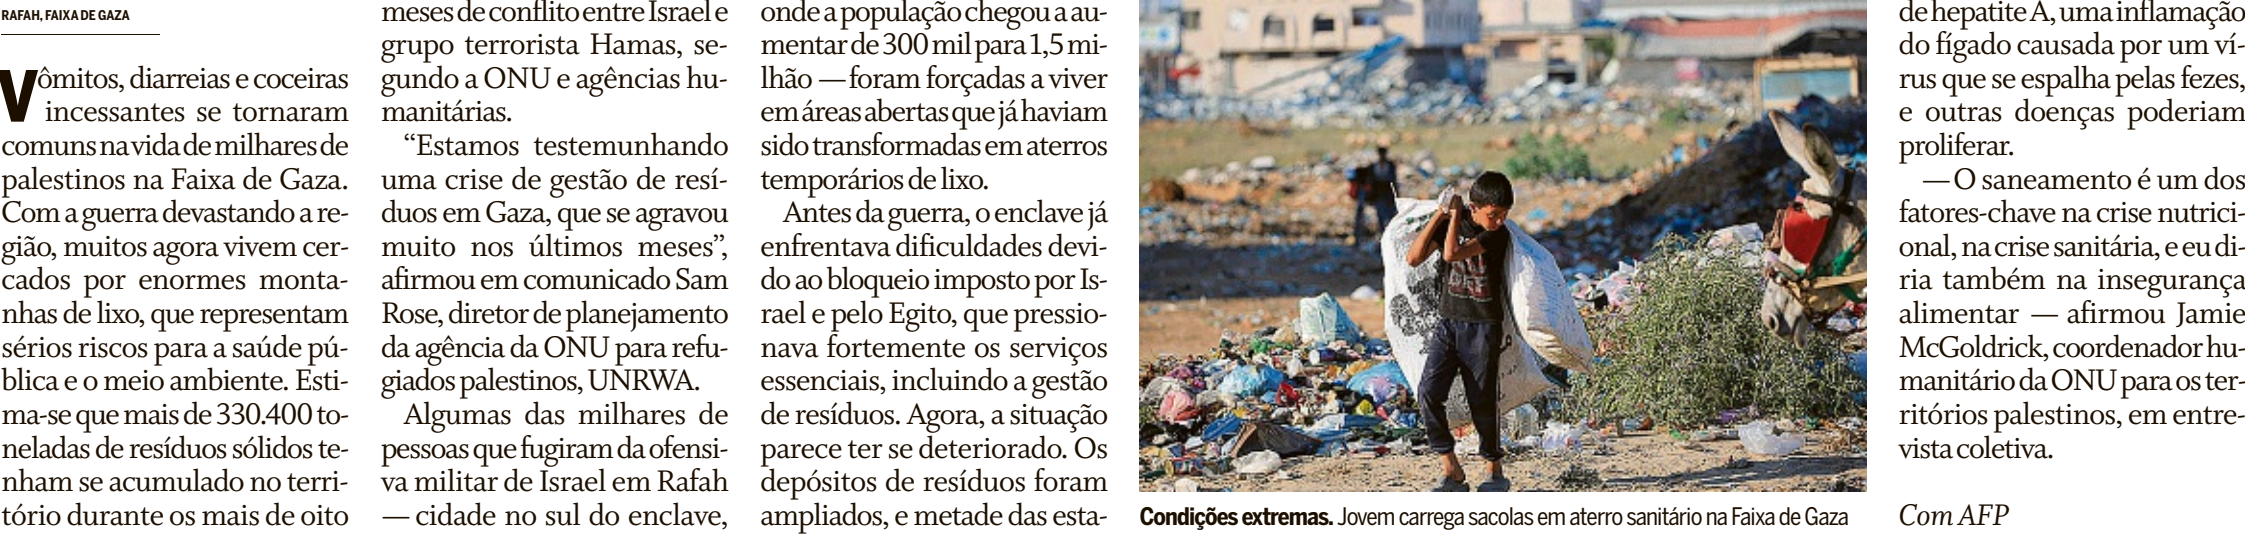 RAFAH, FAIXA DE GAZA
Vômitos, diarreias e coceiras
incessantes se tornaram
comuns na vida de milhares de
palestinos na Faixa de Gaza.
Com a guerra devastando a re-
gião, muitos agora vivem cer-
cados por enormes monta-
nhas de lixo, que representam
sérios riscos para a saúde pú-
blica e o meio ambiente. Esti-
ma-se que mais de 330.400 to-
neladas de resíduos sólidos te-
nham se acumulado no terri-
tório durante os mais de oito
meses de conflito entre Israel e
grupo terrorista Hamas, se-
gundo a ONU e agências hu-
manitárias.
“Estamos testemunhando
uma crise de gestão de resí-
duos em Gaza, que se agravou
muito nos últimos meses”,
afirmou em comunicado Sam
Rose, diretor de planejamento
da agência da ONU para refu-
giados palestinos, UNRWA.
Algumas das milhares de
pessoas que fugiram da ofensi-
va militar de Israel em Rafah
— cidade no sul do enclave,
onde a população chegou a au-
mentar de 300 mil para 1,5 mi-
lhão — foram forçadas a viver
em áreas abertas que já haviam
sido transformadas em aterros
temporários de lixo.
Antes da guerra, o enclave já
enfrentava dificuldades devi-
do ao bloqueio imposto por Is-
rael e pelo Egito, que pressio-
nava fortemente os serviços
essenciais, incluindo a gestão
de resíduos. Agora, a situação
parece ter se deteriorado. Os
depósitos de resíduos foram
ampliados, e metade das esta-
Condições extremas. Jovem carrega sacolas em aterro sanitário na Faixa de Gaza
de hepatite A, uma inflamação
do fígado causada por um ví-
rus que se espalha pelas fezes,
e outras doenças poderiam
proliferar.
— O saneamento é um dos
fatores-chave na crise nutrici-
onal, na crise sanitária, e eu di-
ria também na insegurança
alimentar — afirmou Jamie
McGoldrick, coordenador hu-
manitário da ONU para os ter-
ritórios palestinos, em entre-
vista coletiva.
Com AFP